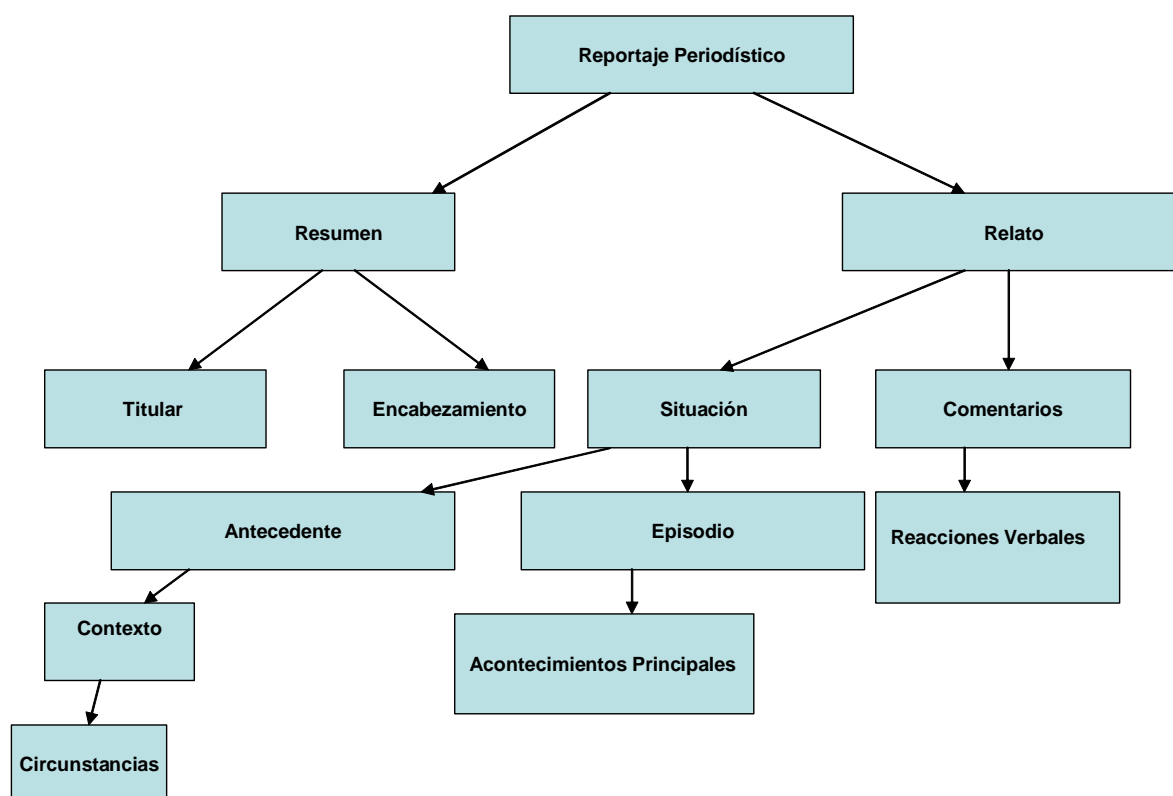 Reportaje Periodístico
Resumen
Relato
Titular
Encabezamiento
Situación
Comentarios
Antecedente
Episodio
Reacciones Verbales
Contexto
Acontecimientos Principales
Circunstancias